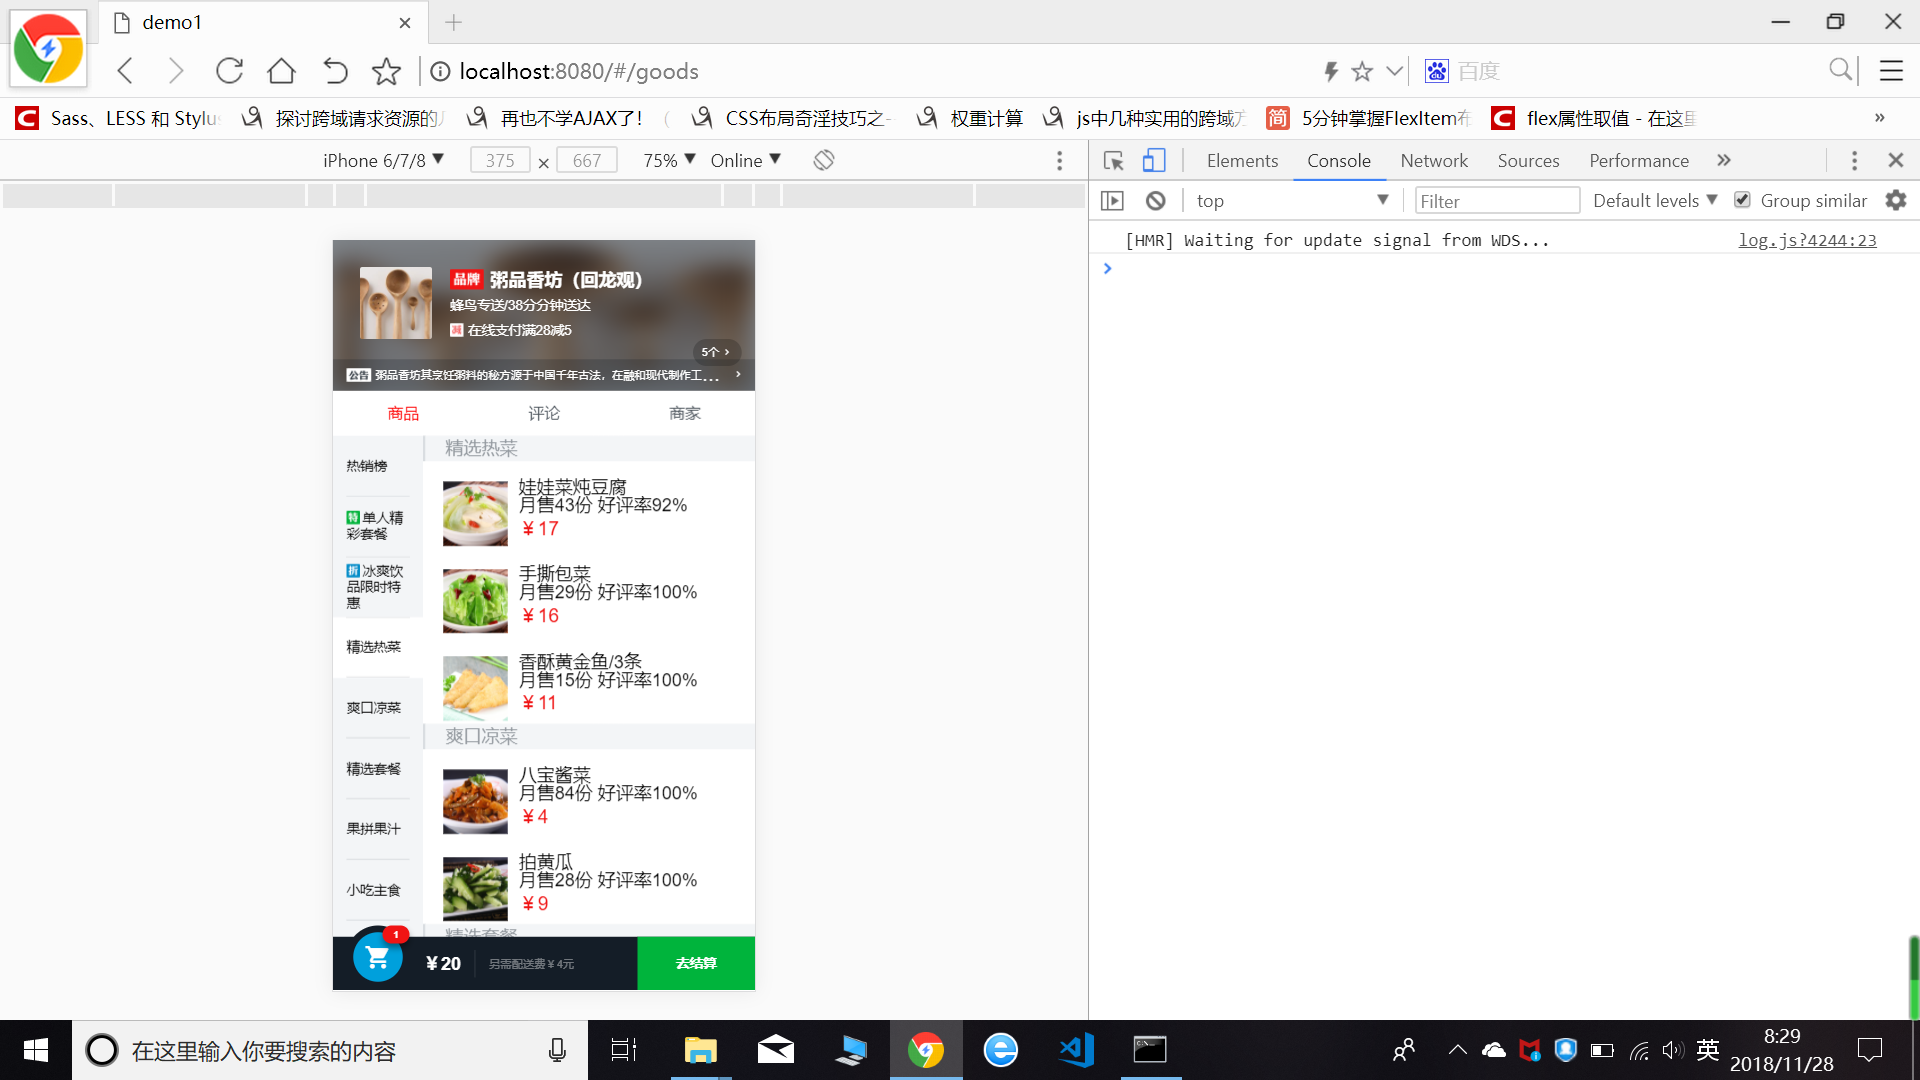 demo1
localhost:8080/#/goods
百度
Sass、LESS 和 Stylu
探讨跨域请求资源的
再也不学AJAX了!（
CSS布局奇淫技巧之-
权重计算
js中几种实用的跨域方
简
5分钟掌握FlexItem布
flex属性取值 - 在这里
»
iPhone 6/7/8 ▼ 375 × 667 75% ▼ Online ▼
Elements Console Network Sources Performance »
top ▼ Filter Default levels ▼ Group similar
[HMR] Waiting for update signal from WDS... log.js?4244:23
品牌 粥品香坊（回龙观）
蜂鸟专送/38分分钟送达
减 在线支付满28减5
5个 ›
公告 粥品香坊其烹饪粥料的秘方源于中国千年古法，在融和现代制作工... ›
商品 评论 商家
热销榜
特 单人精
彩套餐
折 冰爽饮
品限时特
惠
精选热菜
爽口凉菜
精选套餐
果拼果汁
小吃主食
精选热菜
娃娃菜炖豆腐
月售43份 好评率92%
￥17
手撕包菜
月售29份 好评率100%
￥16
香酥黄金鱼/3条
月售15份 好评率100%
￥11
爽口凉菜
八宝酱菜
月售84份 好评率100%
￥4
拍黄瓜
月售28份 好评率100%
￥9
精选套餐
1
￥20 另需配送费￥4元 去结算
在这里输入你要搜索的内容
英
8:29
2018/11/28